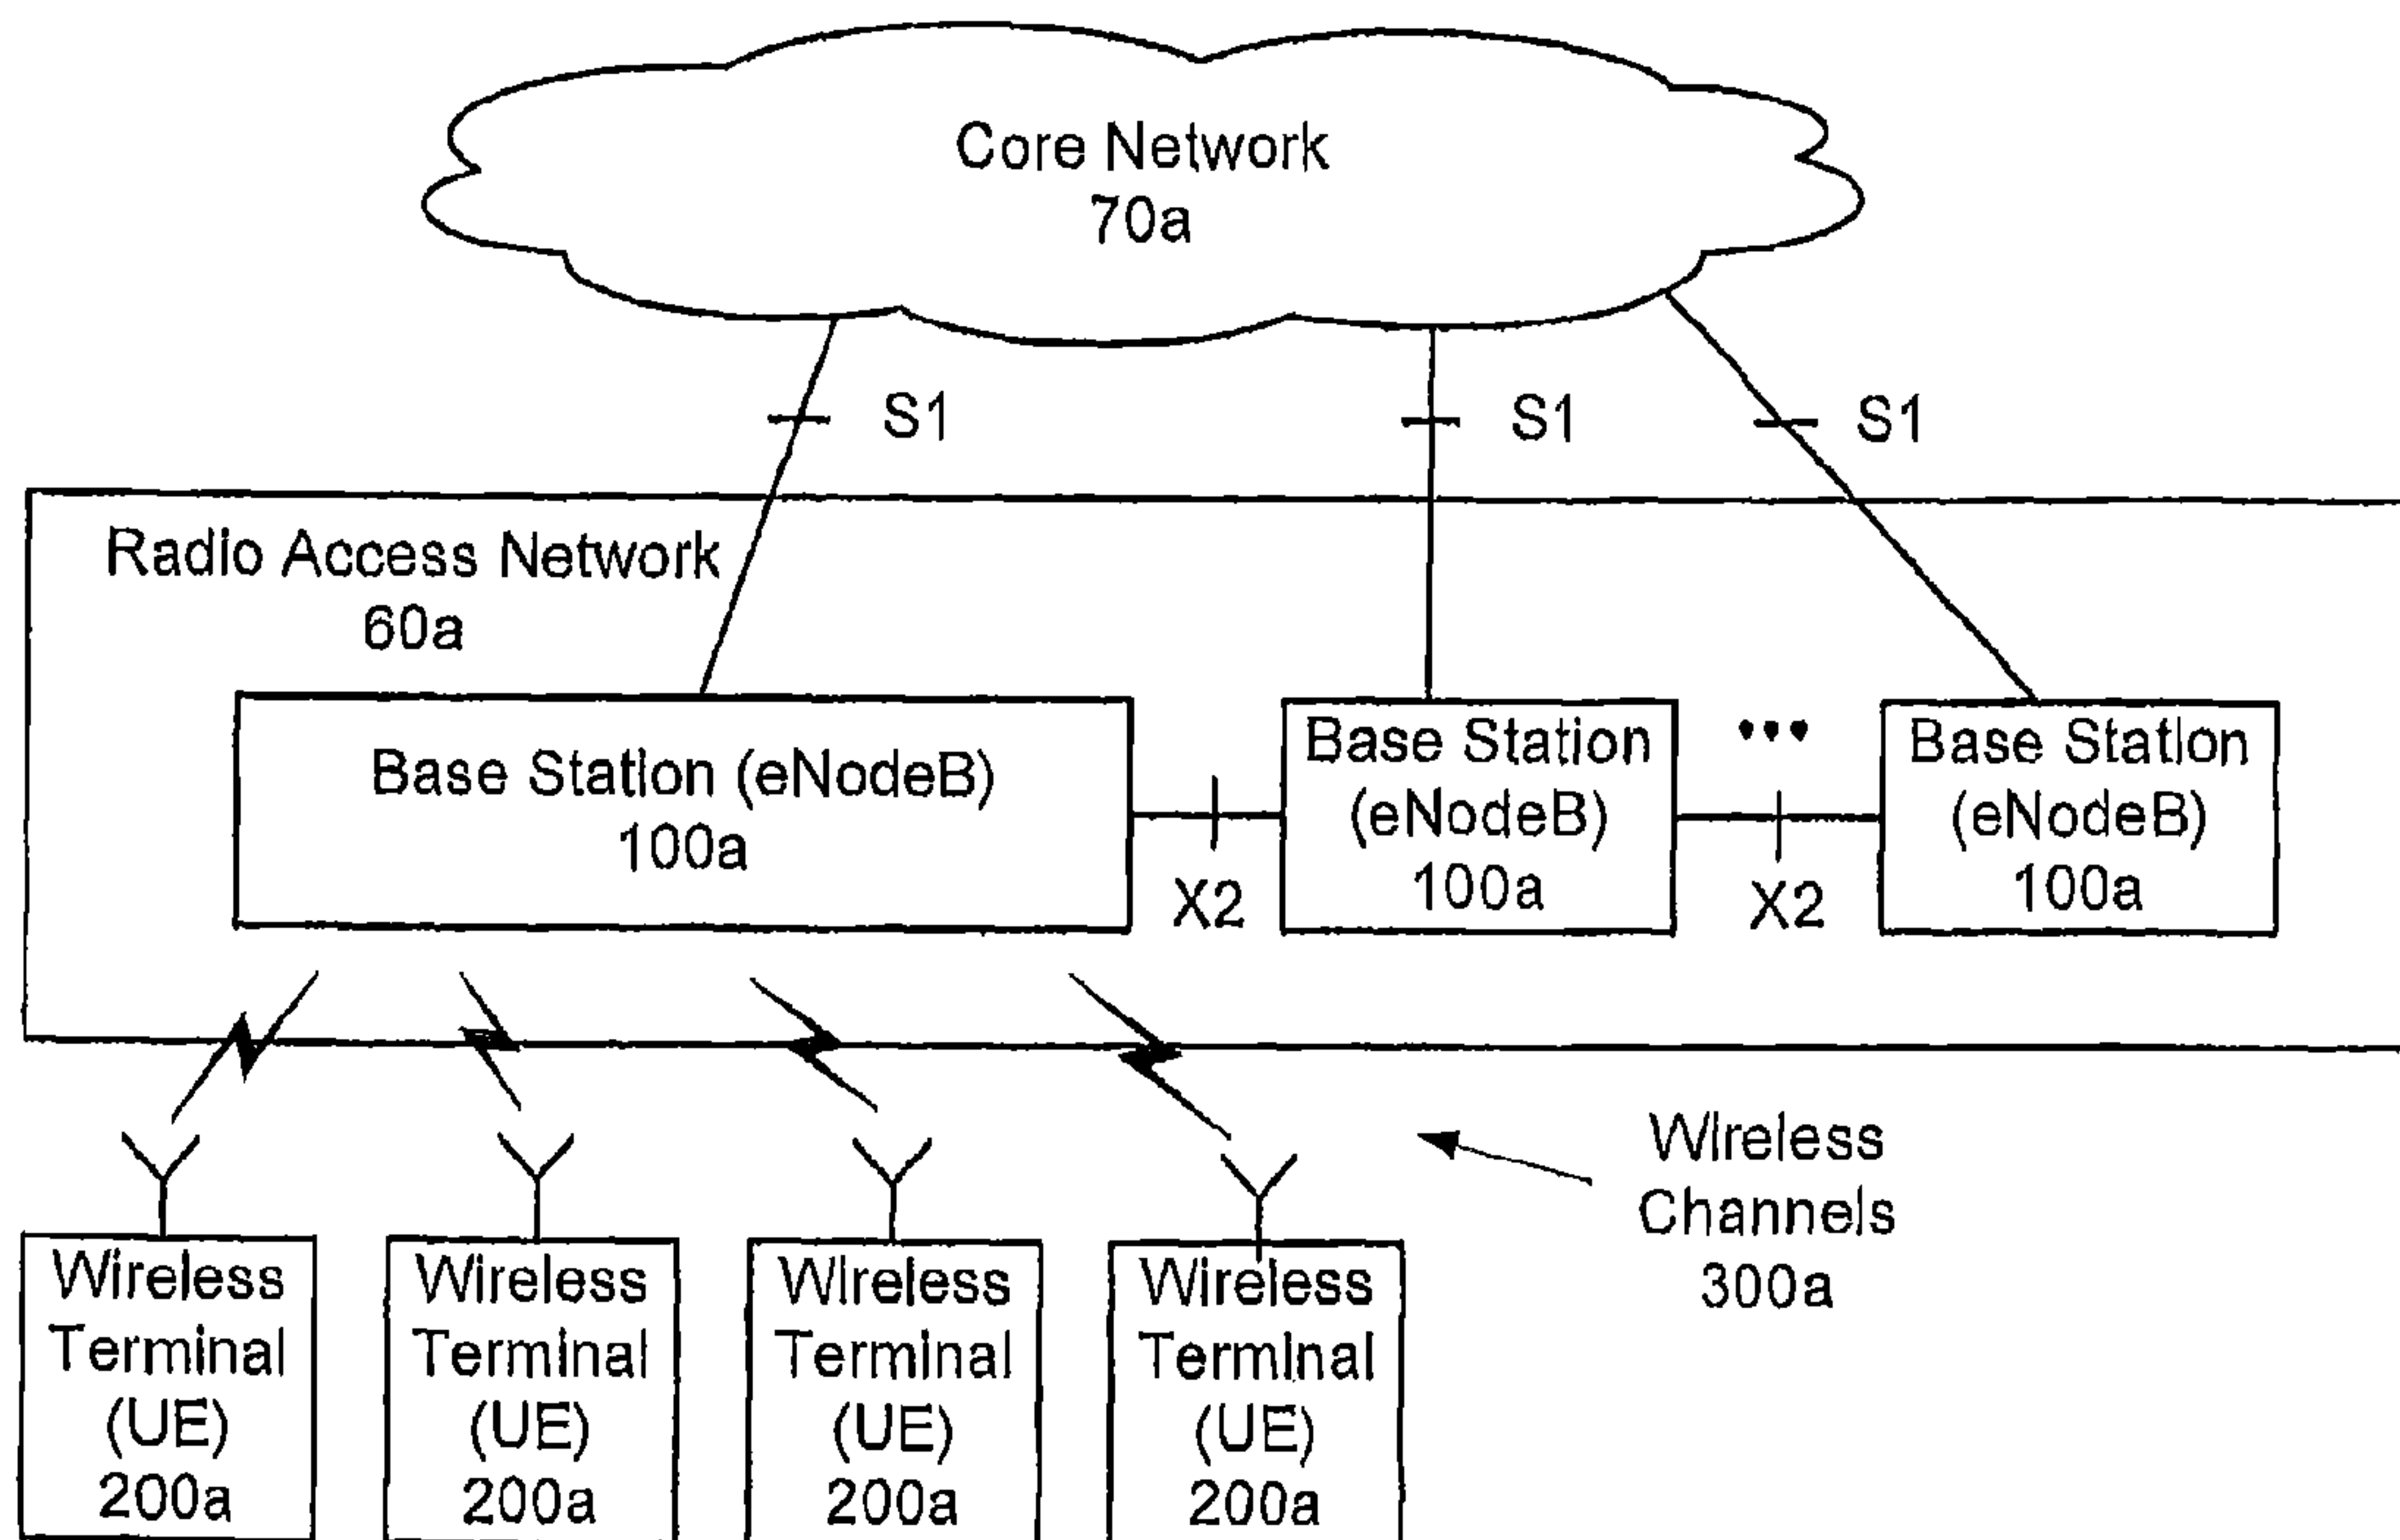 Core Network
70a
S1
S1
S1
Radio Access Network
60a
Base Station (eNodeB)
100a
X2
Base Station
(eNodeB)
100a
•••
X2
Base Station
(eNodeB)
100a
Wireless
Channels
300a
Wireless
Terminal
(UE)
200a
Wireless
Terminal
(UE)
200a
Wireless
Terminal
(UE)
200a
Wireless
Terminal
(UE)
200a